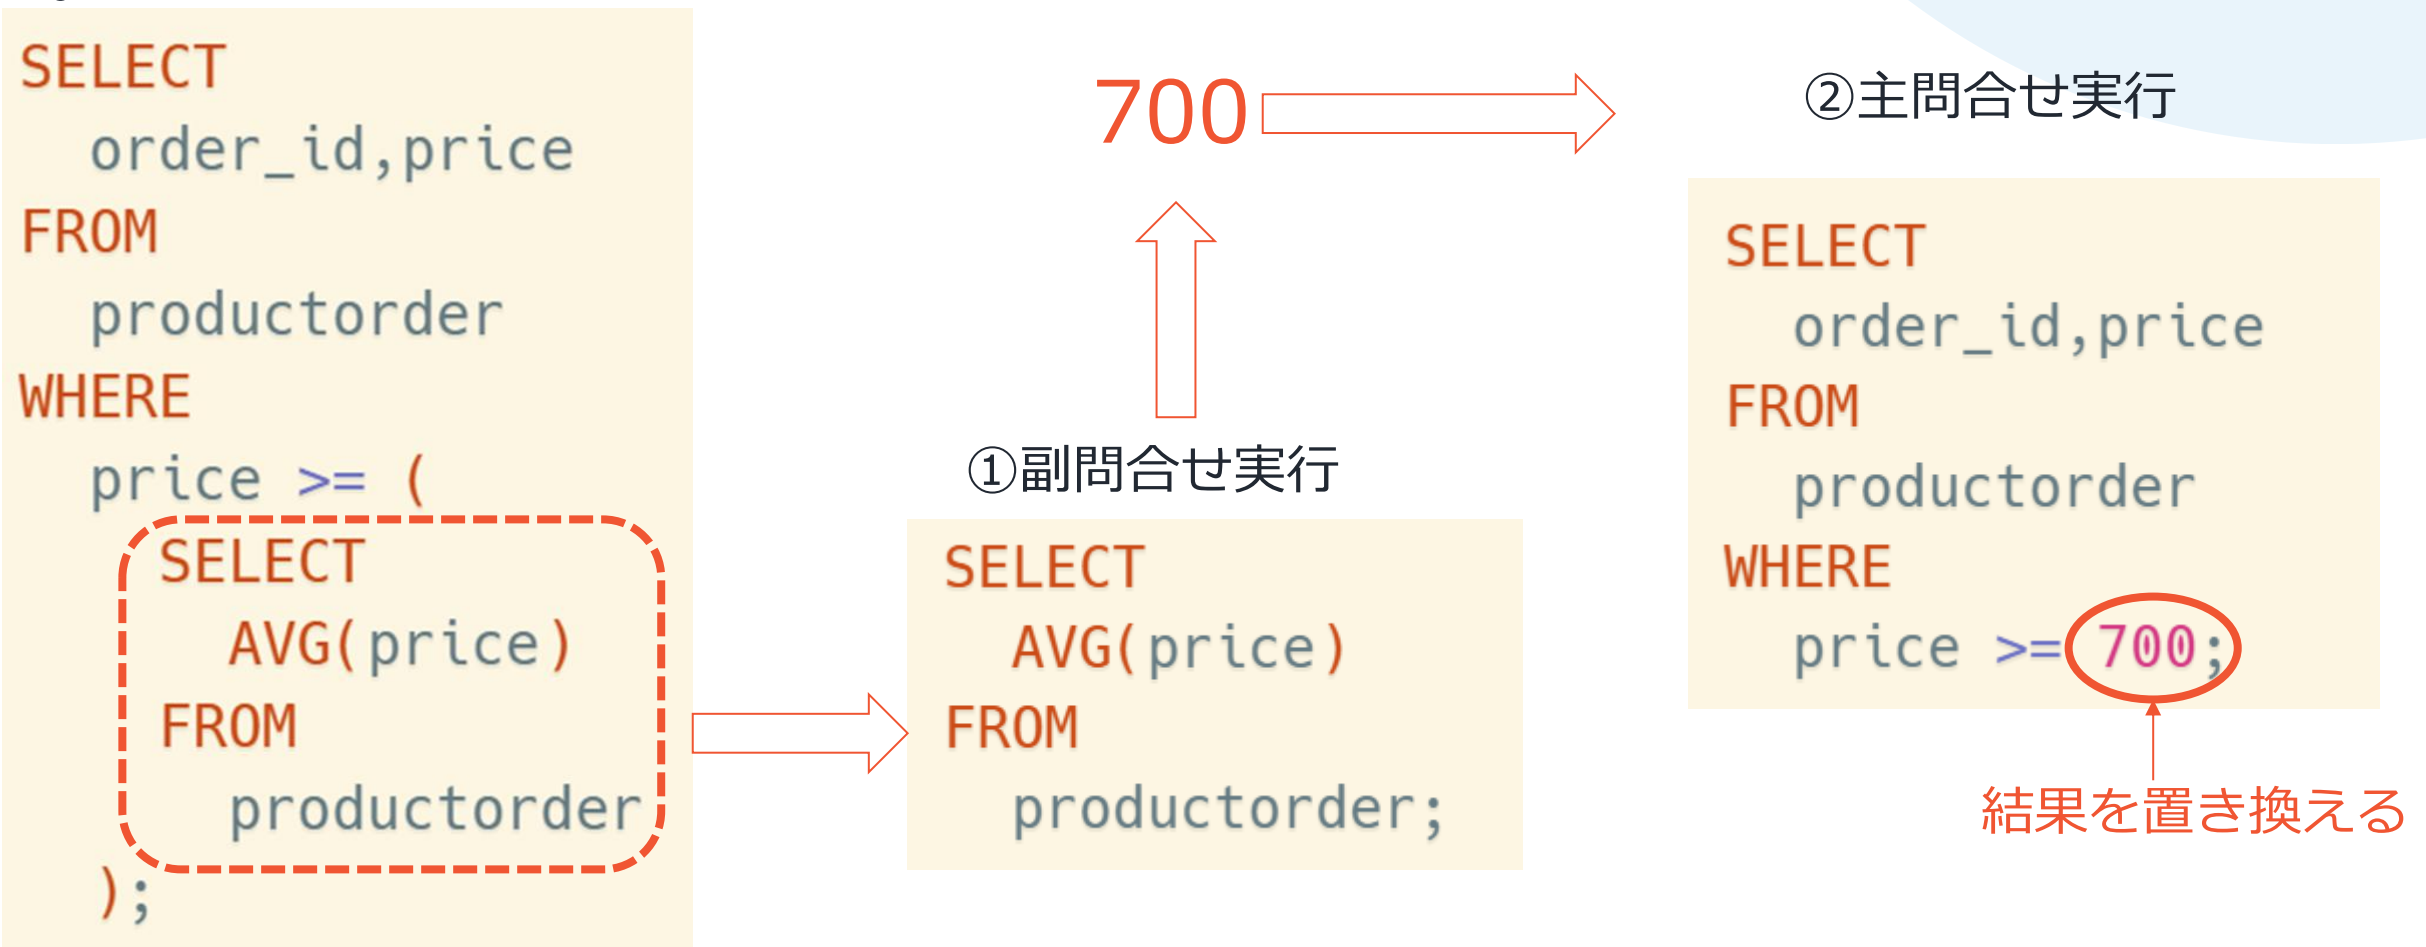 SELECT
order_id,price
FROM
productorder
WHERE
price >= (
SELECT
AVG(price)
FROM
productorder
);
①副問合せ実行
SELECT
AVG(price)
FROM
productorder;
700
②主問合せ実行
SELECT
order_id,price
FROM
productorder
WHERE
price >= 700;
結果を置き換える